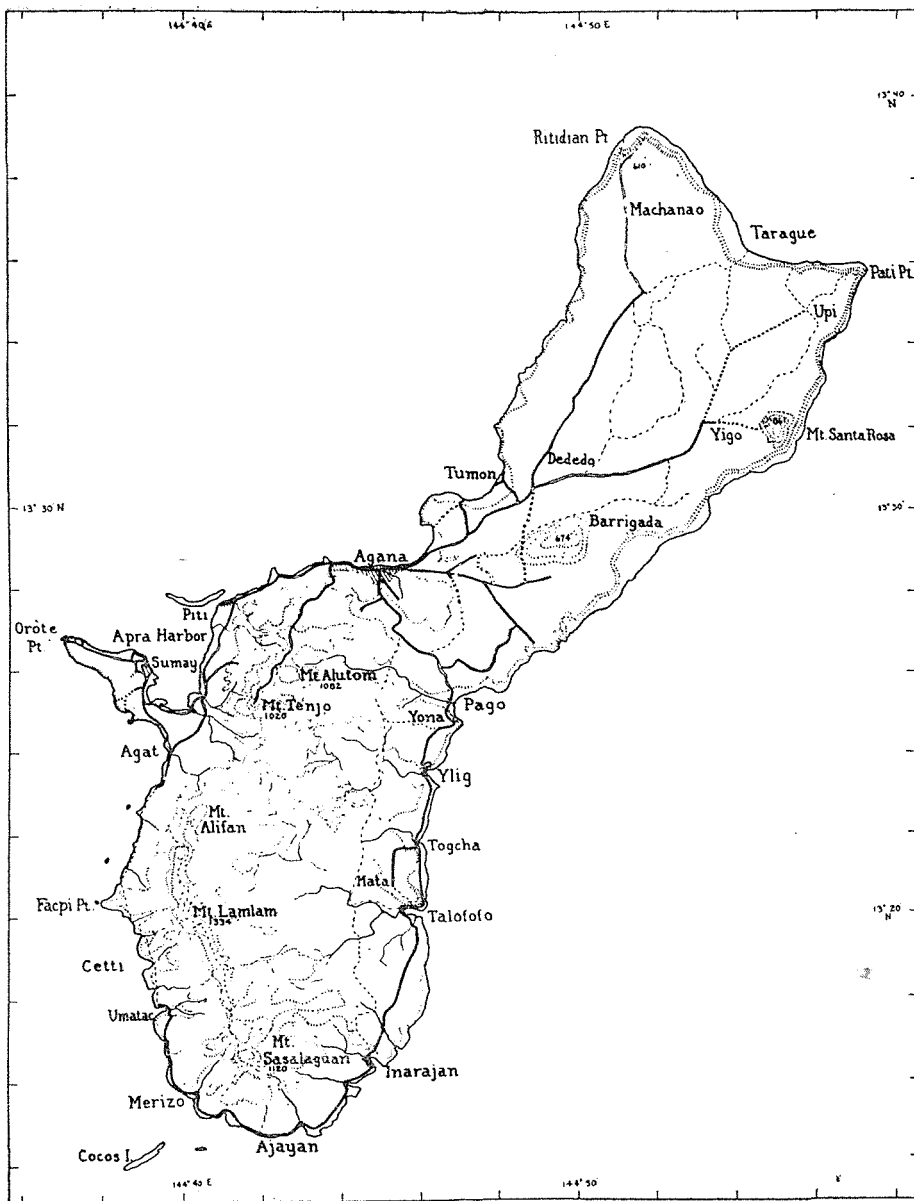 144° 40' E
144° 50 E
13° 40
N
Ritidian Pt
610
Machanao
Tarague
Pati Pt.
Upi
Yigo
Mt. Santa Rosa
Dededo
Tumon
13° 30 N
13° 30'
Barrigada
674
Agana
Piti
Orote
Pt.
Apra Harbor
Sumay
Mt. Alutom
1082
Mt. Tenjo
1020
Pago
Yona
Agat
Ylig
Mt.
Alifan
Togcha
Mata
Facpi Pt.
Mt. Lamlam
1334
Talofofo
13° 20
Cetti
Umatac
Mt.
Sasalaguan
1120
Inarajan
Merizo
Ajayan
Cocos I.
144° 40 E
144° 50